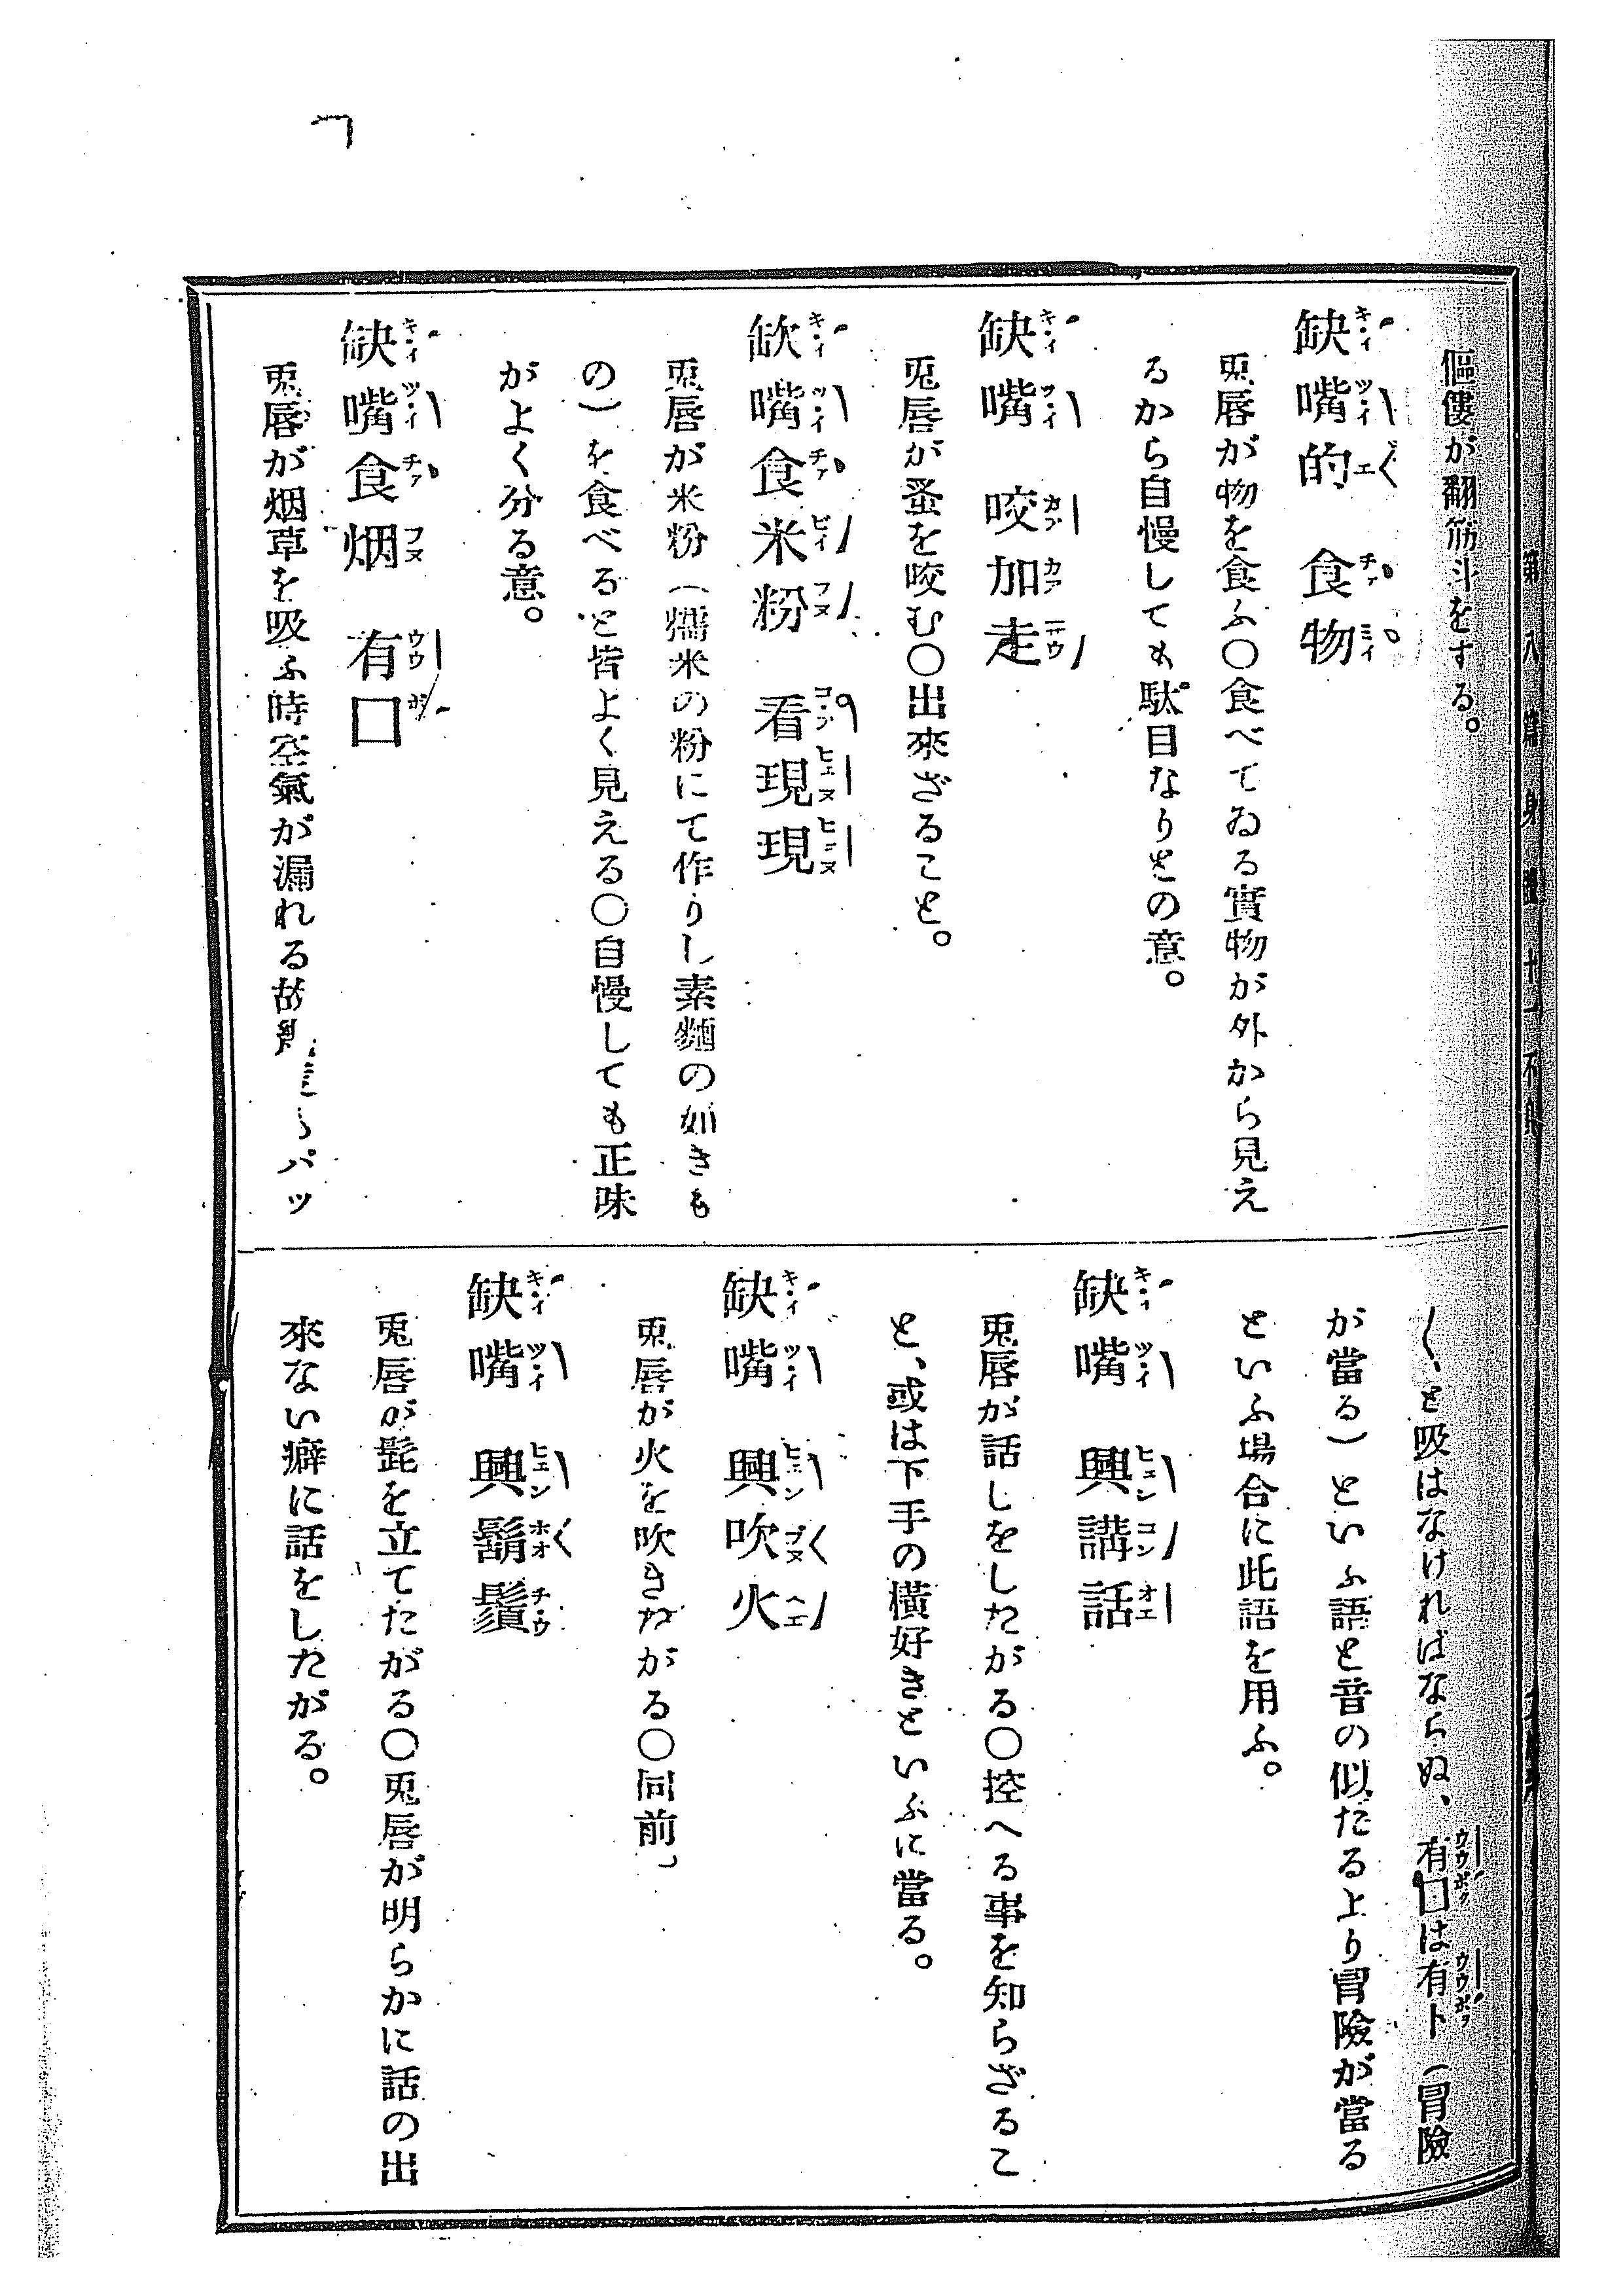 第八篇 身體 十一 不具
傴僂が翻筋斗をする。
缺嘴的 食物
兎唇が物を食ふ〇食べてゐる實物が外から見え
るから自慢しても駄目なりとの意。
缺嘴 咬加走
兎唇が蚤を咬む〇出來ざること。
缺嘴食米粉 看現現
兎唇が米粉(糯米の粉にて作りし素麵の如きも
の)を食べると皆よく見える〇自慢しても正味
がよく分る意。
缺嘴食烟 有口
兎唇が烟草を吸ふ時空氣が漏れる故
パッ
〱、と吸はなければならぬ、有口は有卜(冒險
が當る)といふ語と音の似たる上り冒險が當る
といふ場合に此語を用ふ。
缺嘴 興講話
兎唇が話しをしたがる〇控へる事を知らざるこ
と、或は下手の横好きといふに當る。
缺嘴 興吹火
兎唇が火を吹きたがる〇同前、
缺嘴 興鬍鬚
兎唇が髭を立てたがる〇兎唇が明らかに話の出
來ない癖に話をしたがる。